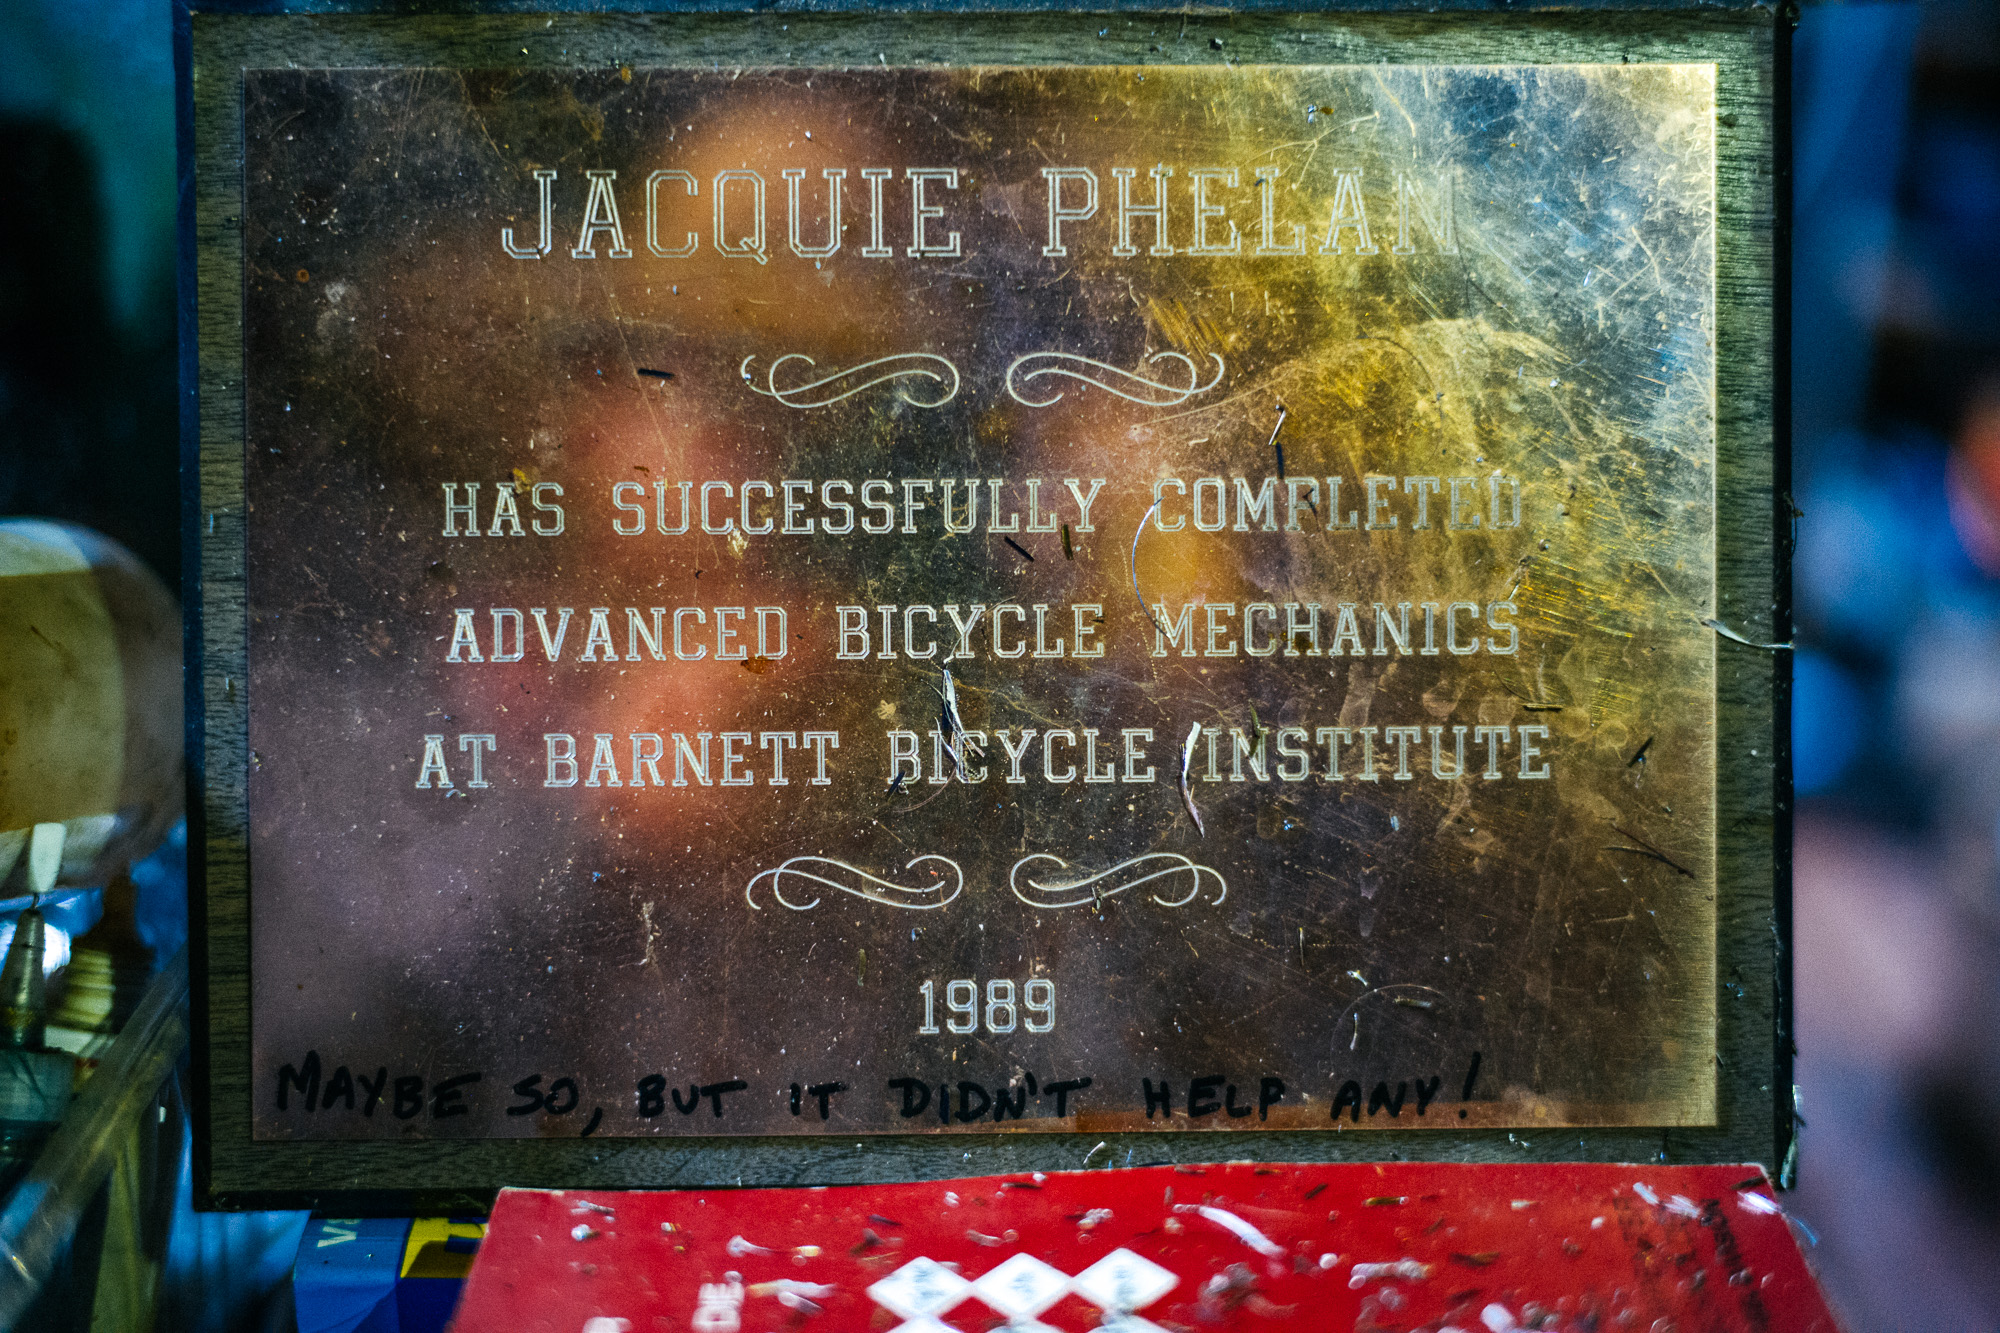 JACQUIE PHELAN
HAS SUCCESSFULLY COMPLETED
ADVANCED BICYCLE MECHANICS
AT BARNETT BICYCLE INSTITUTE
1989
MAYBE SO, BUT IT DIDN'T HELP ANY!